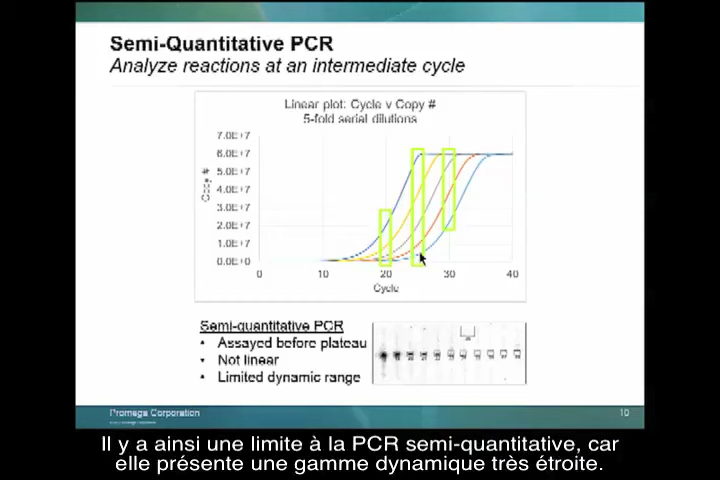 Semi-Quantitative PCR
Analyze reactions at an intermediate cycle
Linear plot: Cycle v Copy #
5-fold serial dilutions
7.0E+7
6.0E+7
5.0E+7
4.0E+7
3.0E+7
2.0E+7
1.0E+7
0.0E+0
Copy #
0 10 20 30 40
Cycle
Semi-quantitative PCR
• Assayed before plateau
• Not linear
• Limited dynamic range
Promega Corporation
10
Il y a ainsi une limite à la PCR semi-quantitative, car
elle présente une gamme dynamique très étroite.